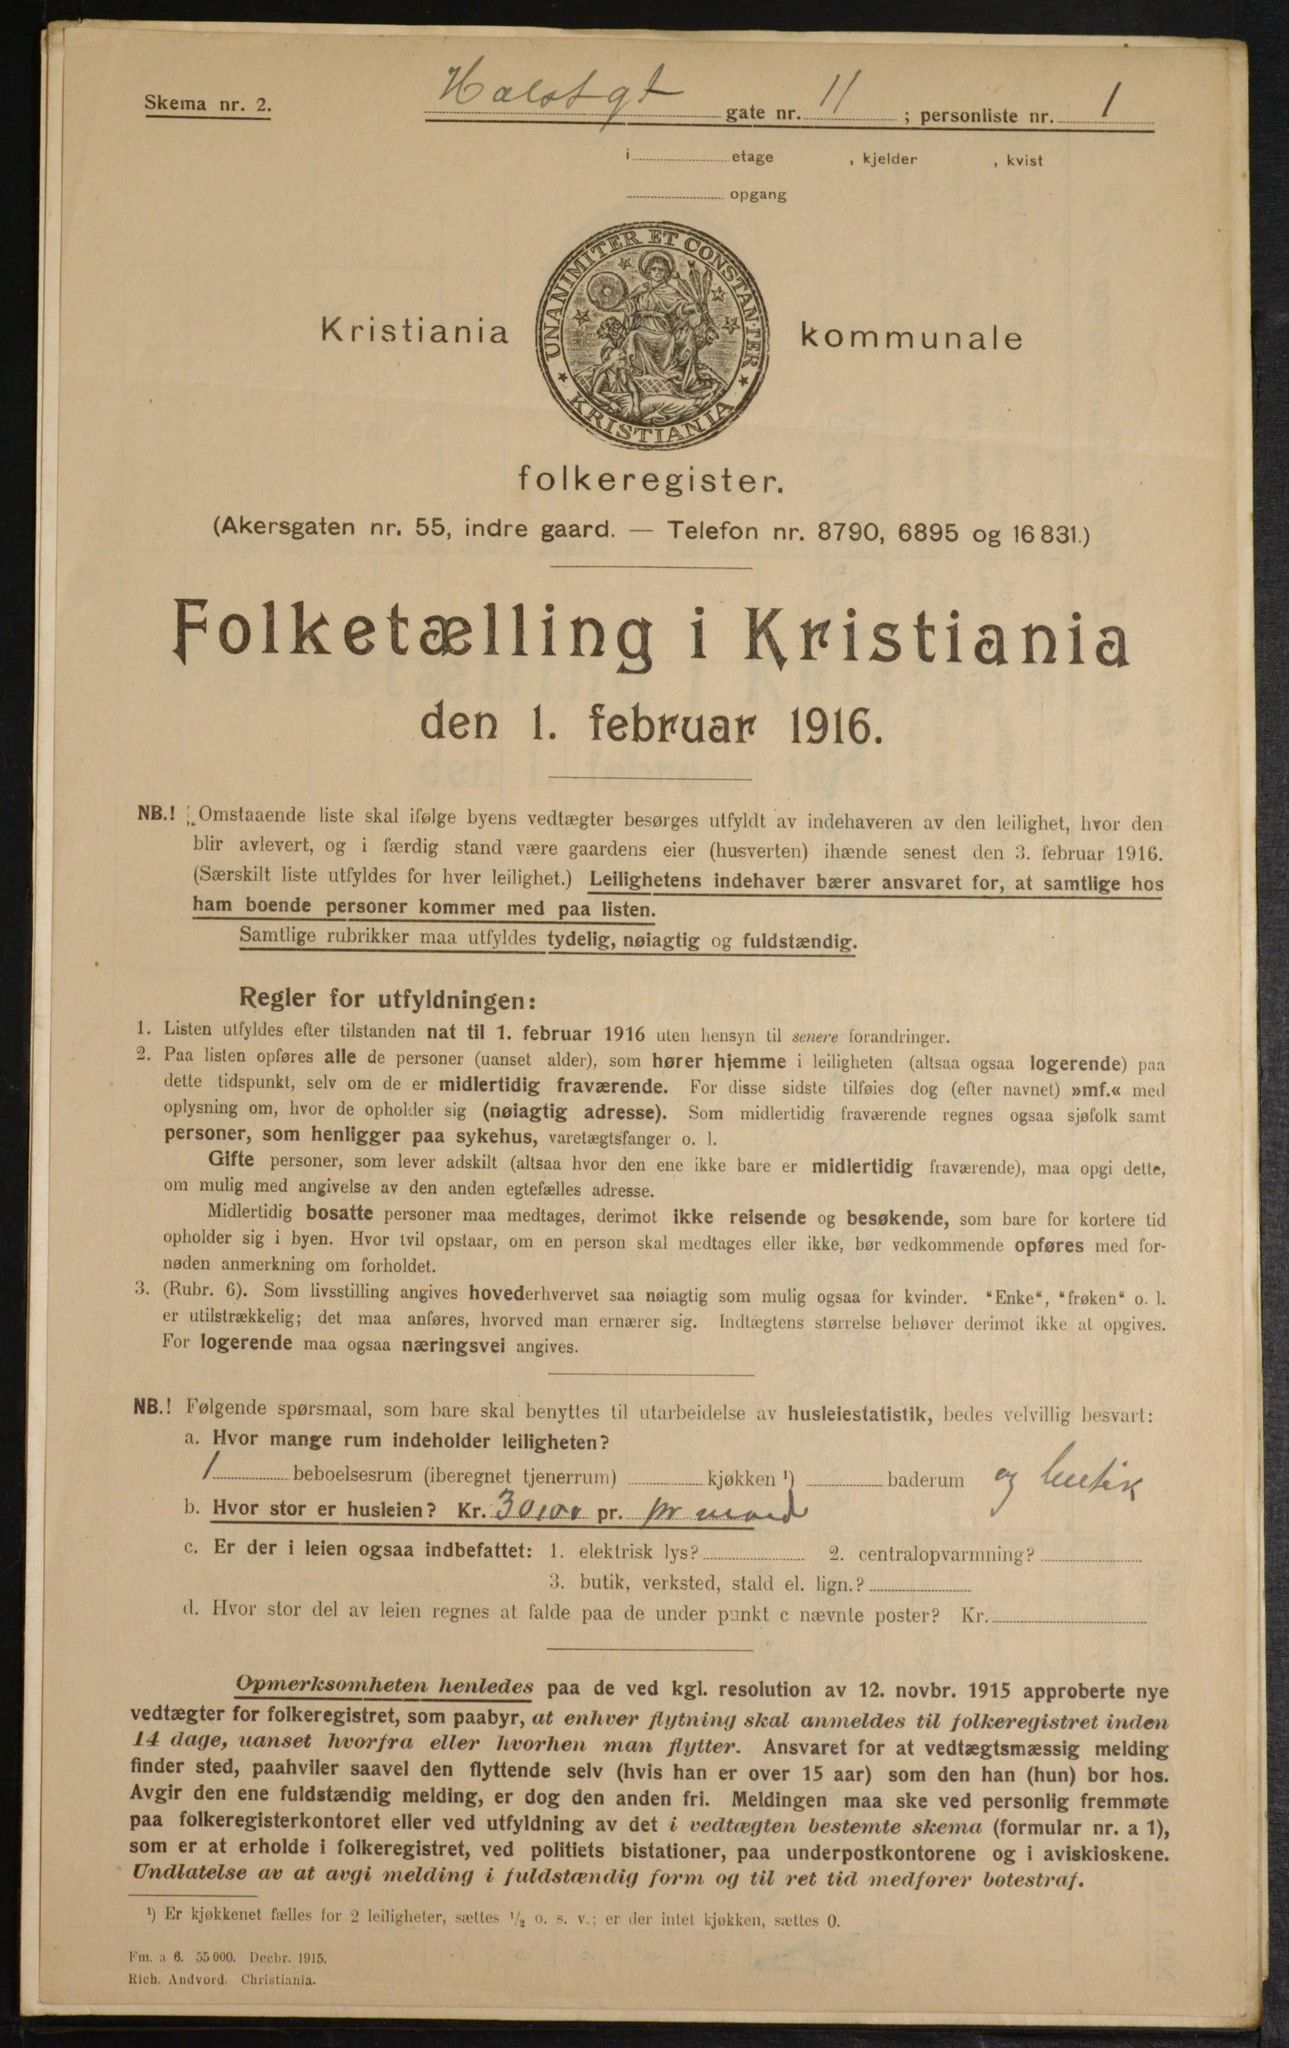 Skema nr. 2.
Holstgt gate nr. 11 ; personliste nr. 1
i etage , kjelder , kvist
opgang
UNANIMITER ET CONSTANTER
KRISTIANIA
Kristiania kommunale
folkeregister.
(Akersgaten nr. 55, indre gaard. — Telefon nr. 8790, 6895 og 16 831.)
Folketælling i Kristiania
den 1. februar 1916.
NB.! Omstaaende liste skal ifølge byens vedtægter besørges utfyldt av indehaveren av den leilighet, hvor den
blir avlevert, og i færdig stand være gaardens eier (husverten) ihænde senest den 3. februar 1916.
(Særskilt liste utfyldes for hver leilighet.) Leilighetens indehaver bærer ansvaret for, at samtlige hos
ham boende personer kommer med paa listen.
Samtlige rubrikker maa utfyldes tydelig, nøiagtig og fuldstændig.
Regler for utfyldningen:
1. Listen utfyldes efter tilstanden nat til 1. februar 1916 uten hensyn til senere forandringer.
2. Paa listen opføres alle de personer (uanset alder), som hører hjemme i leiligheten (altsaa ogsaa logerende) paa
dette tidspunkt, selv om de er midlertidig fraværende. For disse sidste tilføies dog (efter navnet) »mf.« med
oplysning om, hvor de opholder sig (nøiagtig adresse). Som midlertidig fraværende regnes ogsaa sjøfolk samt
personer, som henligger paa sykehus, varetægtsfanger o. l.
Gifte personer, som lever adskilt (altsaa hvor den ene ikke bare er midlertidig fraværende), maa opgi dette,
om mulig med angivelse av den anden egtefælles adresse.
Midlertidig bosatte personer maa medtages, derimot ikke reisende og besøkende, som bare for kortere tid
opholder sig i byen. Hvor tvil opstaar, om en person skal medtages eller ikke, bør vedkommende opføres med for-
nøden anmerkning om forholdet.
3. (Rubr. 6). Som livsstilling angives hovederhvervet saa nøiagtig som mulig ogsaa for kvinder. "Enke", "frøken" o. l.
er utilstrækkelig; det maa anføres, hvorved man ernærer sig. Indtægtens størrelse behøver derimot ikke at opgives.
For logerende maa ogsaa næringsvei angives.
NB.! Følgende spørsmaal, som bare skal benyttes til utarbeidelse av husleiestatistik, bedes velvillig besvart:
a. Hvor mange rum indeholder leiligheten?
1 beboelsesrum (iberegnet tjenerrum) kjøkken ¹) baderum og butik
b. Hvor stor er husleien? Kr. 30,00 pr. pr maaned
c. Er der i leien ogsaa indbefattet: 1. elektrisk lys? 2. centralopvarmning?
3. butik, verksted, stald el. lign.?
d. Hvor stor del av leien regnes at falde paa de under punkt c nævnte poster? Kr.
Opmerksomheten henledes paa de ved kgl. resolution av 12. novbr. 1915 approberte nye
vedtægter for folkeregistret, som paabyr, at enhver flytning skal anmeldes til folkeregistret inden
14 dage, uanset hvorfra eller hvorhen man flytter. Ansvaret for at vedtægtsmæssig melding
finder sted, paahviler saavel den flyttende selv (hvis han er over 15 aar) som den han (hun) bor hos.
Avgir den ene fuldstændig melding, er dog den anden fri. Meldingen maa ske ved personlig fremmøte
paa folkeregisterkontoret eller ved utfyldning av det i vedtægten bestemte skema (formular nr. a 1),
som er at erholde i folkeregistret, ved politiets bistationer, paa underpostkontorene og i aviskioskene.
Undlatelse av at avgi melding i fuldstændig form og til ret tid medfører bøtestraf.
¹) Er kjøkkenet fælles for 2 leiligheter, sættes ½ o. s. v.; er der intet kjøkken, sættes 0.
Fm. a 6. 55 000. Decbr. 1915.
Rich. Andvord. Christiania.